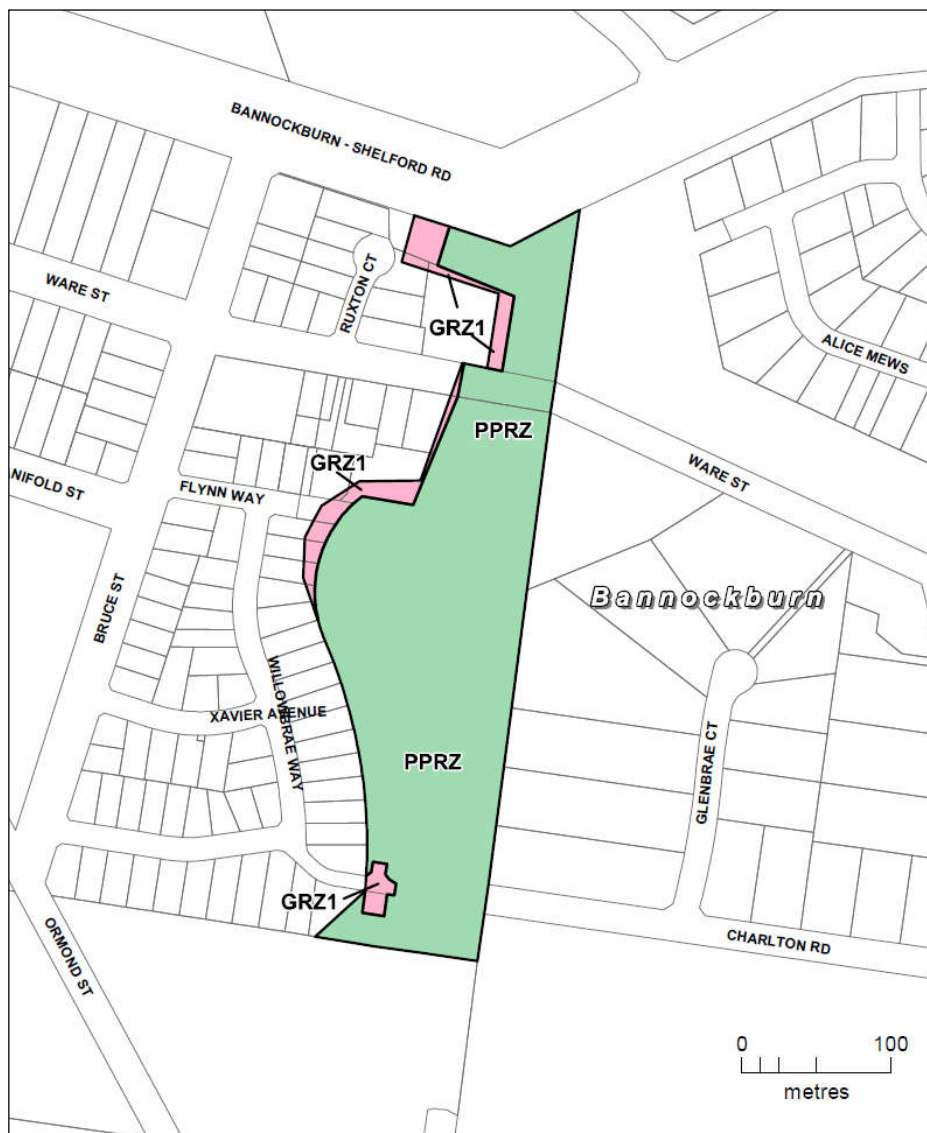 BANNOCKBURN - SHELFORD RD
WARE ST
RUXTON CT
GRZ1
ALICE MEWS
PPRZ
GRZ1
WARE ST
NIFOLD ST
FLYNN WAY
Bannockburn
BRUCE ST
WILLOWBRAE WAY
XAVIER AVENUE
PPRZ
GLENBRAE CT
GRZ1
ORMOND ST
CHARLTON RD
0 100
metres